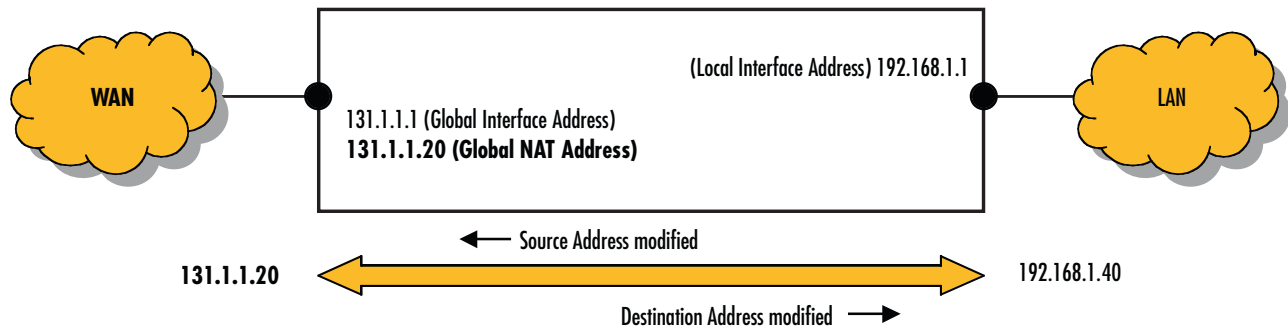 (Local Interface Address) 192.168.1.1
WAN
LAN
131.1.1.1 (Global Interface Address)
131.1.1.20 (Global NAT Address)
Source Address modified
131.1.1.20
192.168.1.40
Destination Address modified